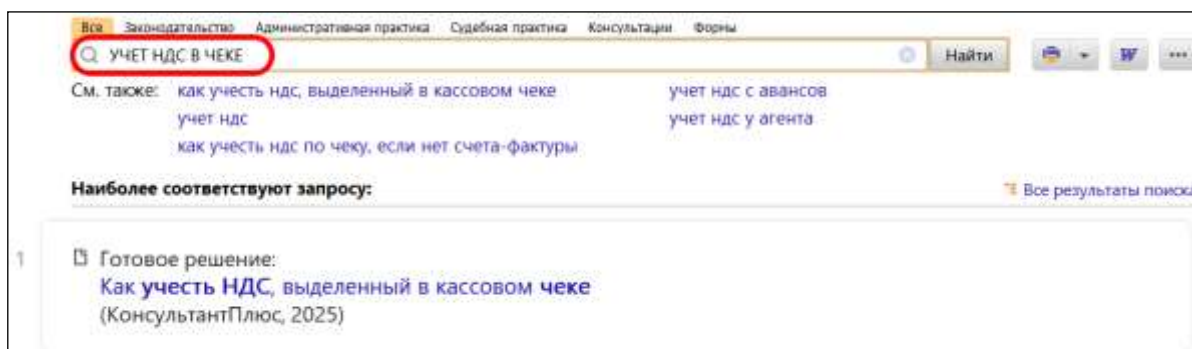 Все Законодательство Административная практика Судебная практика Консультации Формы
УЧЕТ НДС В ЧЕКЕ Найти W ...
См. также: как учесть ндс, выделенный в кассовом чеке учет ндс с авансов
учет ндс учет ндс у агента
как учесть ндс по чеку, если нет счета-фактуры
Наиболее соответствуют запросу: Все результаты поиска
1 Готовое решение:
Как учесть НДС, выделенный в кассовом чеке
(КонсультантПлюс, 2025)